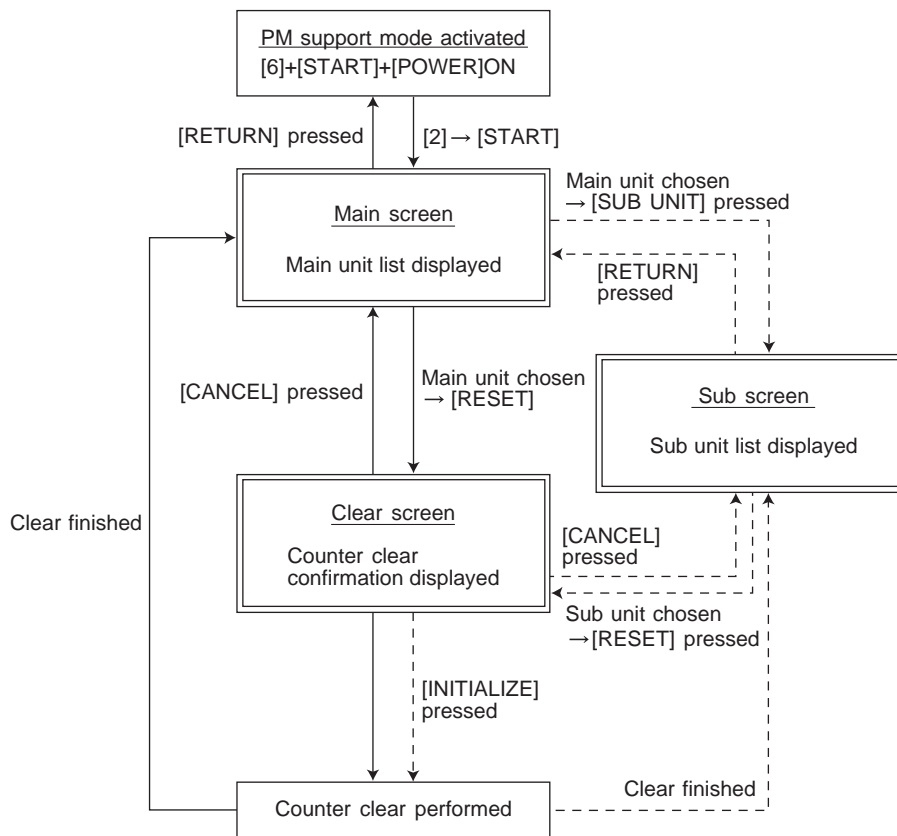 PM support mode activated
[6]+[START]+[POWER]ON
[RETURN] pressed
[2]→ [START]
Main unit chosen
→[SUB UNIT] pressed
Main screen
Main unit list displayed
[RETURN]
pressed
[CANCEL] pressed
Main unit chosen
→ [RESET]
Sub screen
Sub unit list displayed
Clear finished
Clear screen
Counter clear
confirmation displayed
[CANCEL]
pressed
Sub unit chosen
→[RESET] pressed
[INITIALIZE]
pressed
Clear finished
Counter clear performed